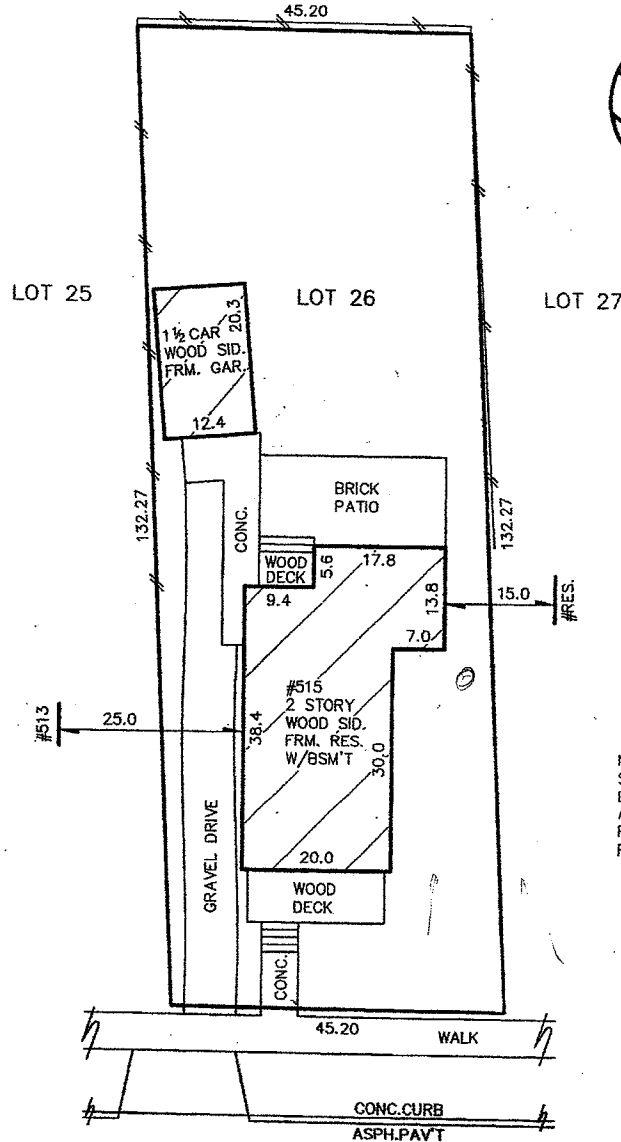 45.20
LOT 25
LOT 26
LOT 27
1 ½ CAR
WOOD SID.
FRM. GAR.
20.3
12.4
132.27
132.27
CONC.
BRICK
PATIO
WOOD
DECK
5.6
17.8
9.4
13.8
15.0
#RES.
7.0
#513
25.0
38.4
#515
2 STORY
WOOD SID.
FRM. RES.
W/BSM'T
30.0
GRAVEL DRIVE
20.0
WOOD
DECK
CONC.
45.20
WALK
CONC.CURB
ASPH.PAV'T